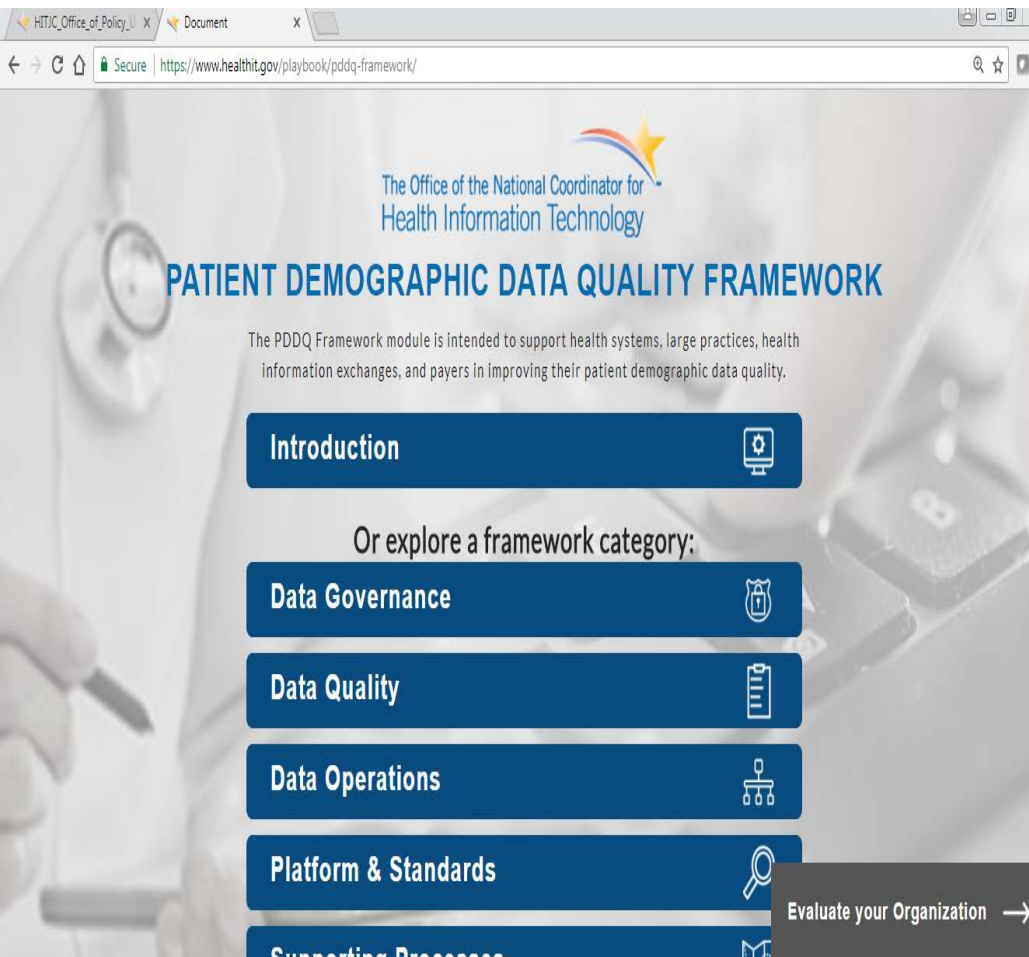 HITJC_Office_of_Policy_U
Document
Secure https://www.healthit.gov/playbook/pddq-framework/
The Office of the National Coordinator for
Health Information Technology
PATIENT DEMOGRAPHIC DATA QUALITY FRAMEWORK
The PDDQ Framework module is intended to support health systems, large practices, health
information exchanges, and payers in improving their patient demographic data quality.
Introduction
Or explore a framework category:
Data Governance
Data Quality
Data Operations
Platform & Standards
Evaluate your Organization
Supporting Processes
B